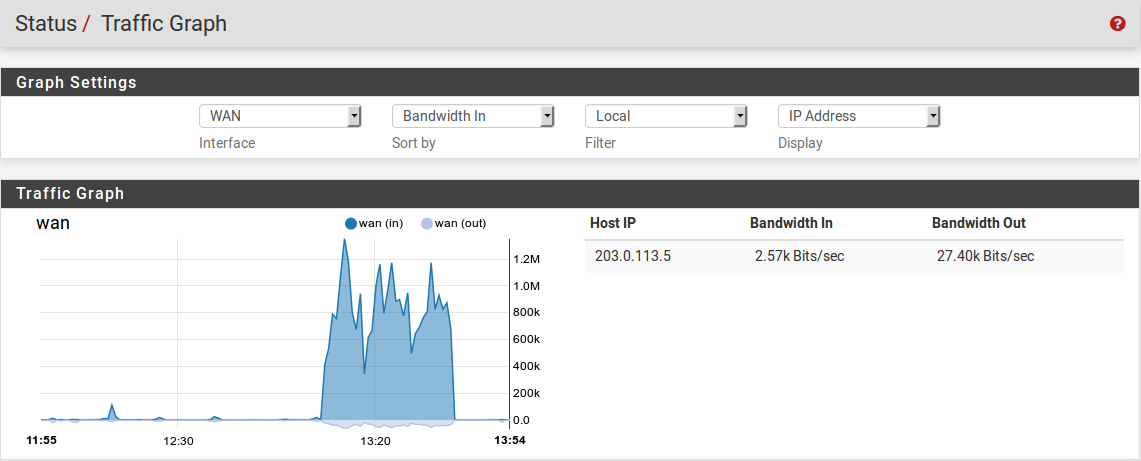 Status / Traffic Graph
?
Graph Settings
WAN Bandwidth In Local IP Address
Interface Sort by Filter Display
Traffic Graph
wan
wan (in) wan (out)
1.2M
1.0M
800k
600k
400k
200k
0.0
11:55 12:30 13:20 13:54
Host IP Bandwidth In Bandwidth Out
203.0.113.5 2.57k Bits/sec 27.40k Bits/sec